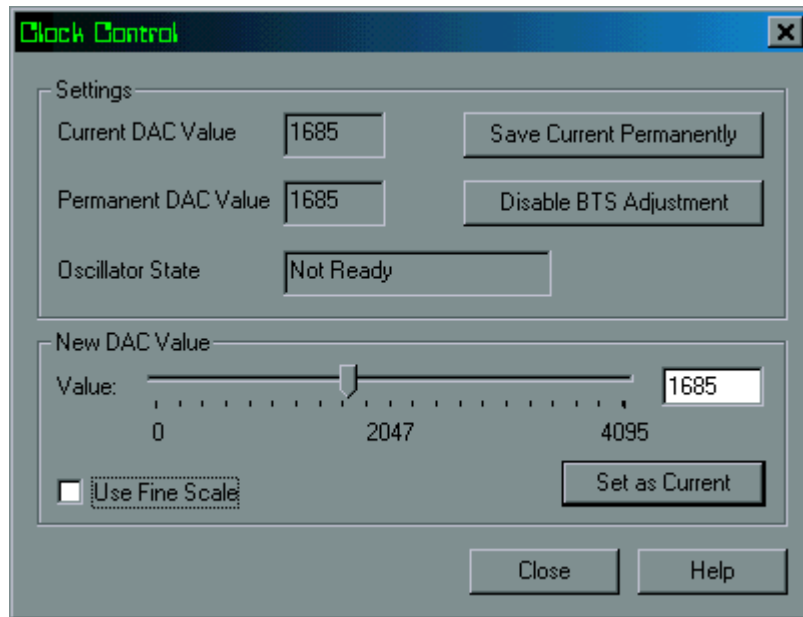 Clock Control
Settings
Current DAC Value 1685 Save Current Permanently
Permanent DAC Value 1685 Disable BTS Adjustment
Oscillator State Not Ready
New DAC Value
Value: 1685
0 2047 4095
Use Fine Scale Set as Current
Close Help